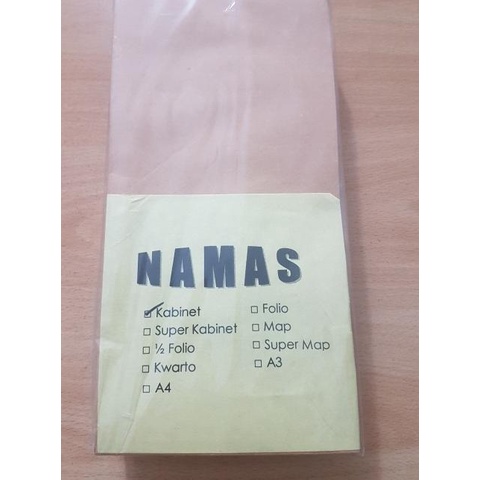 NAMAS
Kabinet
Super Kabinet
½ Folio
Kwarto
A4
Folio
Map
Super Map
A3